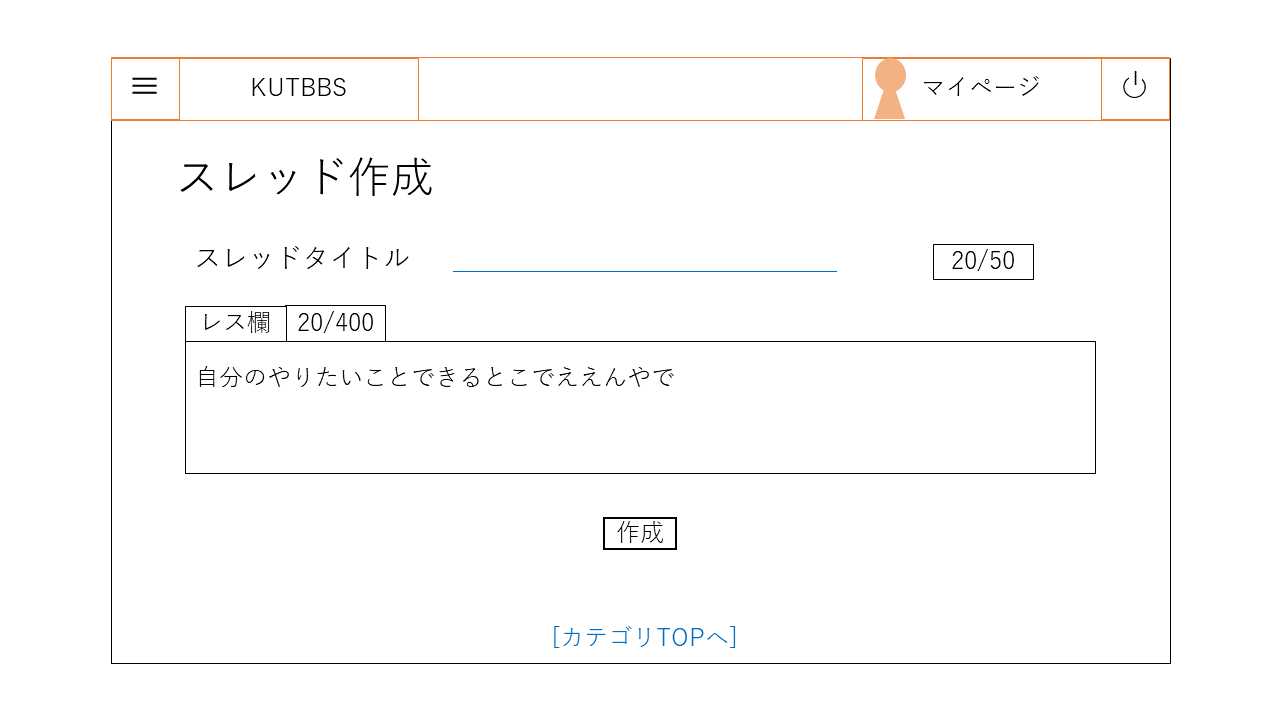 KUTBBS
マイページ
スレッド作成
スレッドタイトル
20/50
レス欄
20/400
自分のやりたいことできるとこでええんやで
作成
[カテゴリTOPへ]